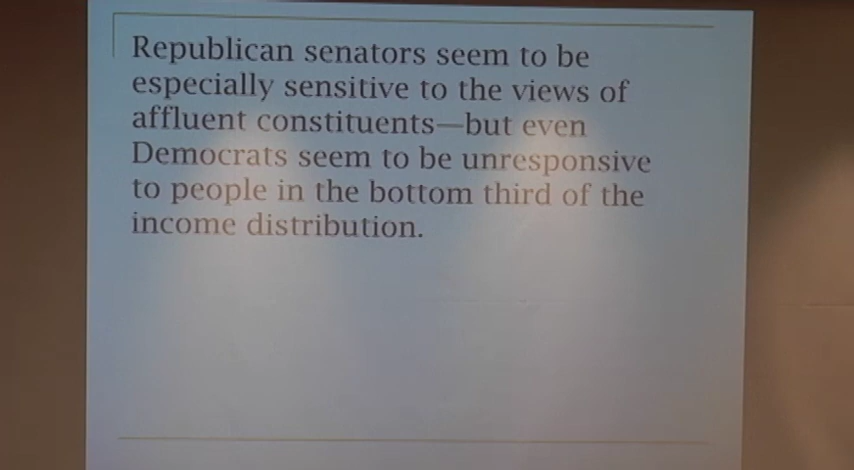 Republican senators seem to be
especially sensitive to the views of
affluent constituents—but even
Democrats seem to be unresponsive
to people in the bottom third of the
income distribution.